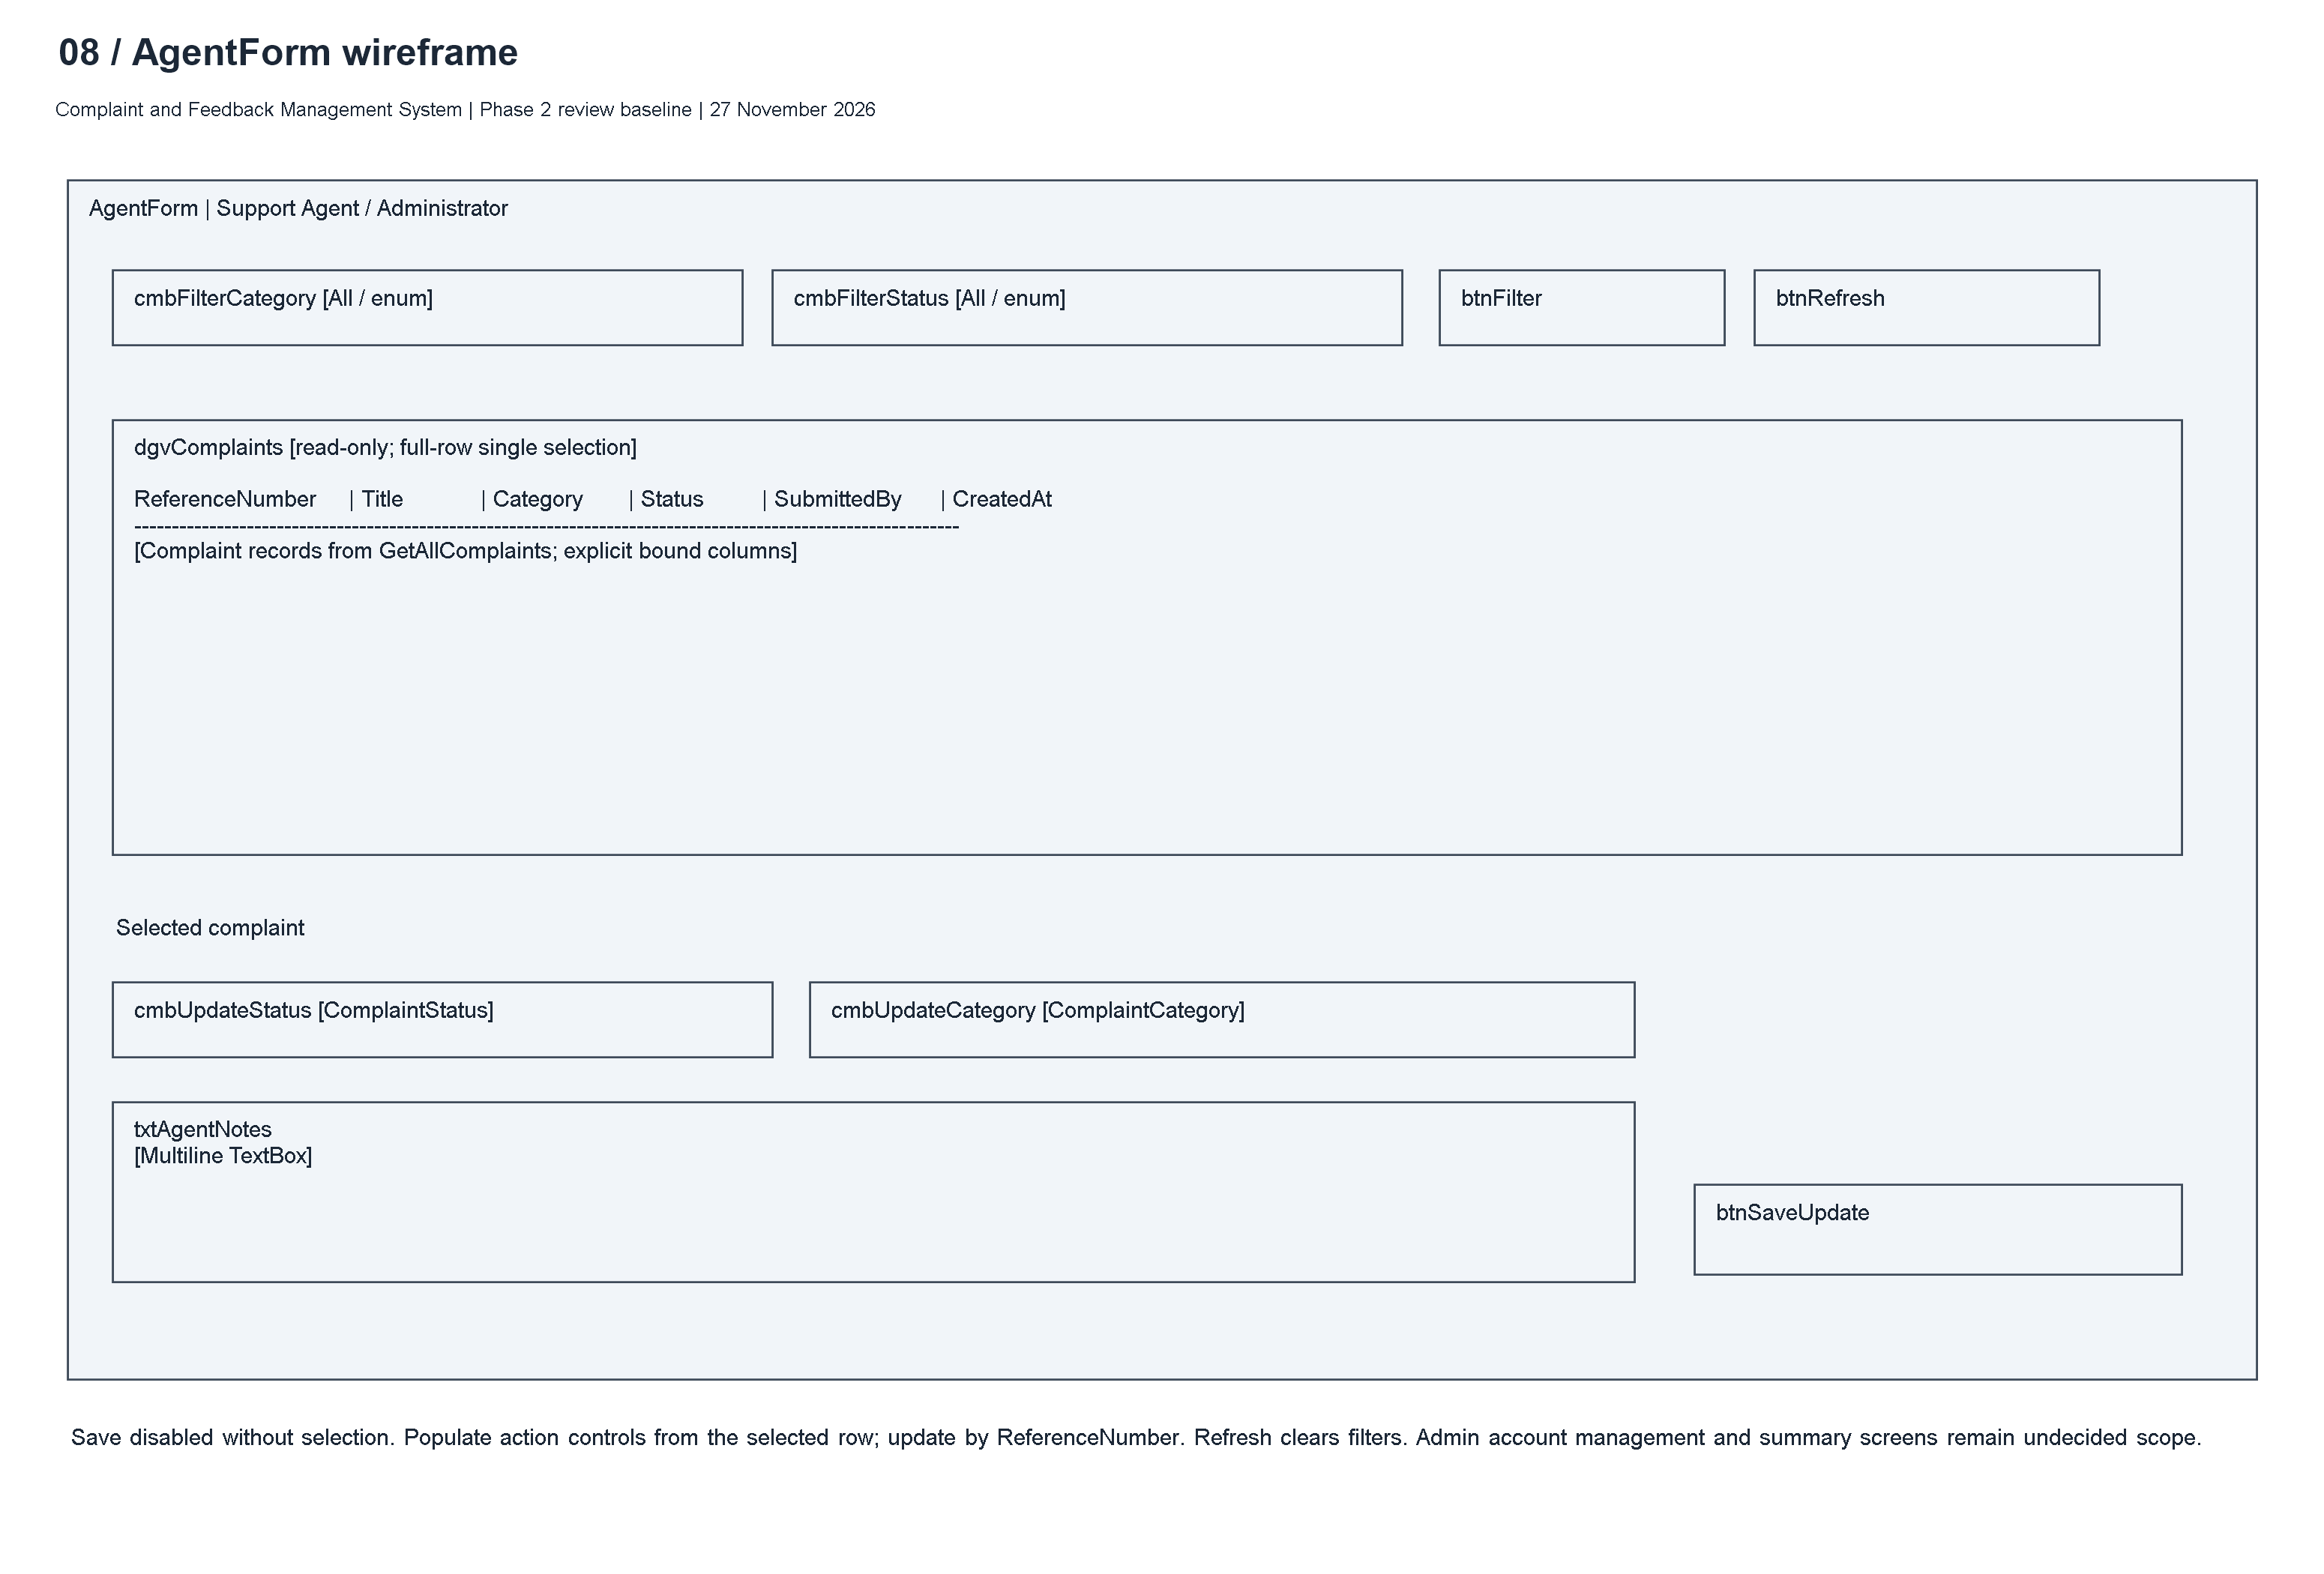 08 / AgentForm wireframe
Complaint and Feedback Management System | Phase 2 review baseline | 27 November 2026
AgentForm | Support Agent / Administrator
cmbFilterCategory [All / enum]
cmbFilterStatus [All / enum]
btnFilter
btnRefresh
dgvComplaints [read-only; full-row single selection]
ReferenceNumber | Title | Category | Status | SubmittedBy | CreatedAt
--------------------------------------------------------------------------------------------------------------
[Complaint records from GetAllComplaints; explicit bound columns]
Selected complaint
cmbUpdateStatus [ComplaintStatus]
cmbUpdateCategory [ComplaintCategory]
txtAgentNotes
[Multiline TextBox]
btnSaveUpdate
Save disabled without selection. Populate action controls from the selected row; update by ReferenceNumber. Refresh clears filters. Admin account management and summary screens remain undecided scope.